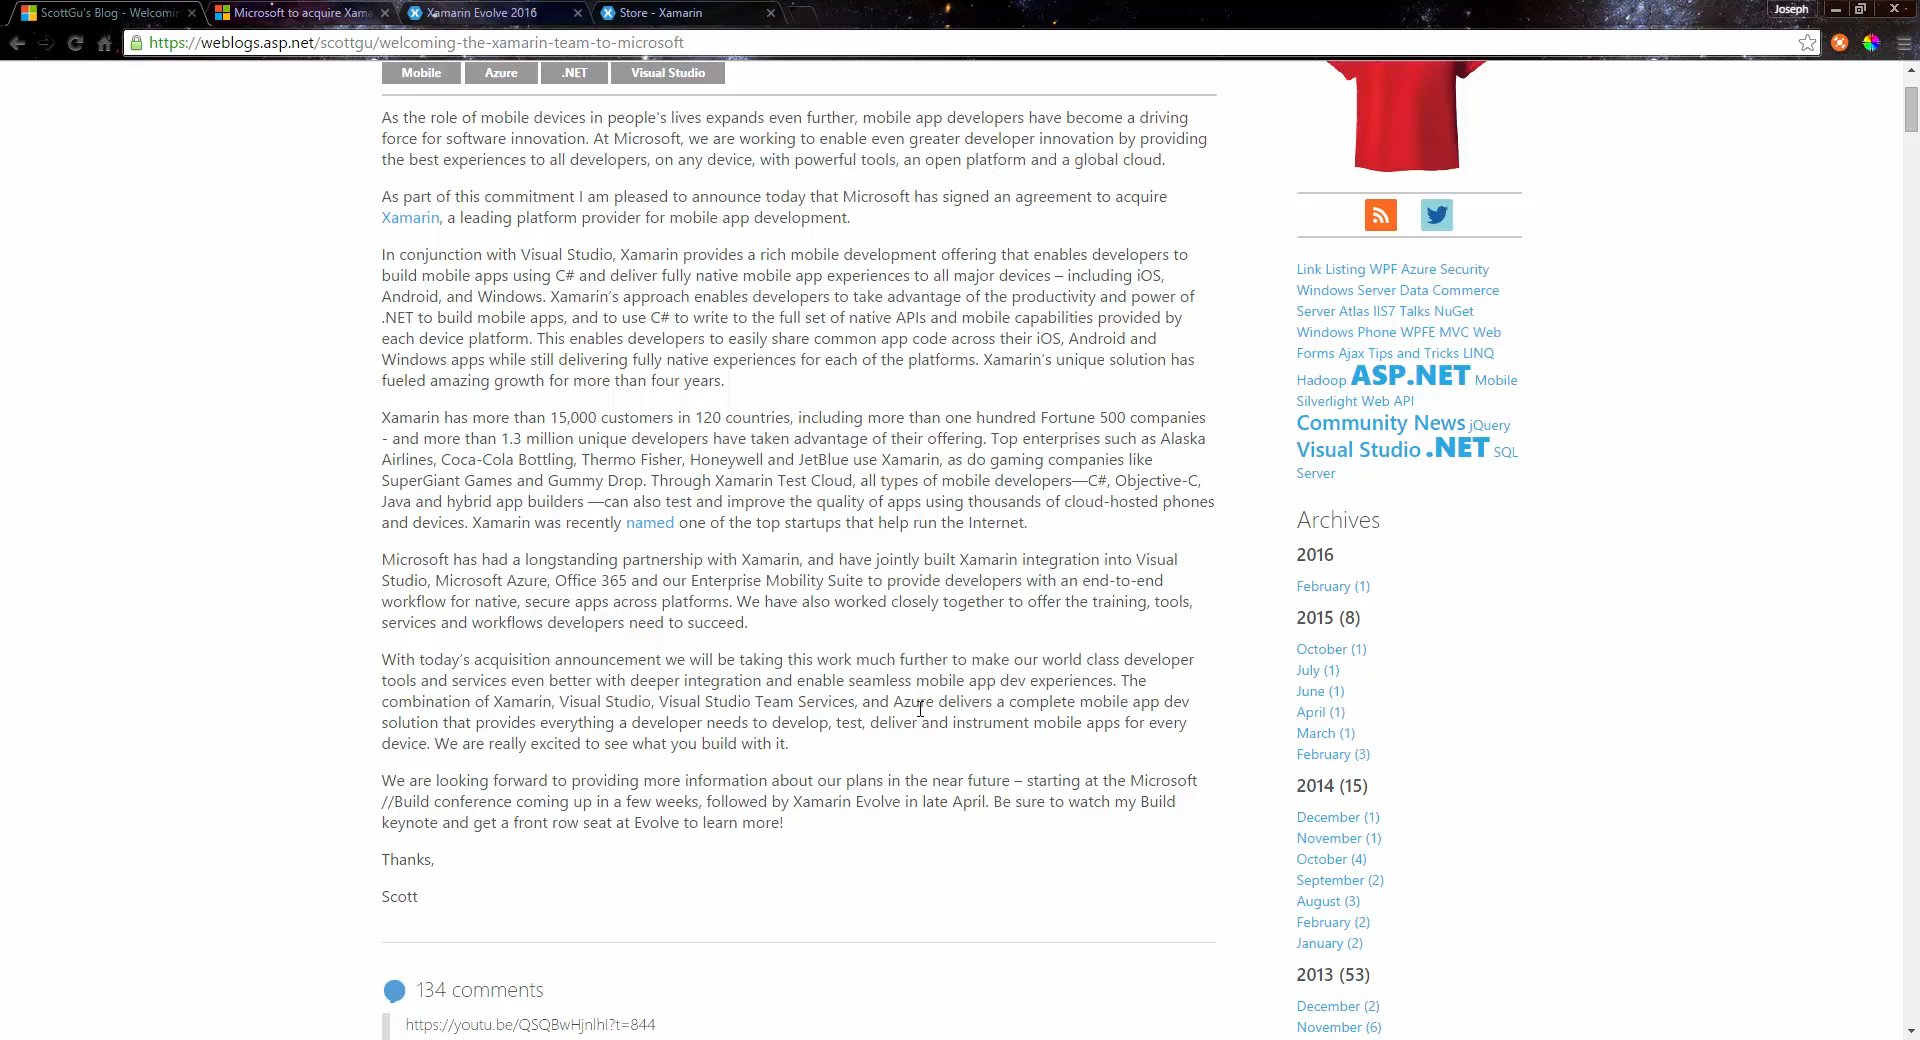 ScottGu's Blog - Welcomin
Microsoft to acquire Xama
Xamarin Evolve 2016
Store - Xamarin
Joseph
https://weblogs.asp.net/scottgu/welcoming-the-xamarin-team-to-microsoft
Mobile
Azure
.NET
Visual Studio
As the role of mobile devices in people's lives expands even further, mobile app developers have become a driving
force for software innovation. At Microsoft, we are working to enable even greater developer innovation by providing
the best experiences to all developers, on any device, with powerful tools, an open platform and a global cloud.
As part of this commitment I am pleased to announce today that Microsoft has signed an agreement to acquire
Xamarin, a leading platform provider for mobile app development.
In conjunction with Visual Studio, Xamarin provides a rich mobile development offering that enables developers to
build mobile apps using C# and deliver fully native mobile app experiences to all major devices – including iOS,
Android, and Windows. Xamarin’s approach enables developers to take advantage of the productivity and power of
.NET to build mobile apps, and to use C# to write to the full set of native APIs and mobile capabilities provided by
each device platform. This enables developers to easily share common app code across their iOS, Android and
Windows apps while still delivering fully native experiences for each of the platforms. Xamarin’s unique solution has
fueled amazing growth for more than four years.
Xamarin has more than 15,000 customers in 120 countries, including more than one hundred Fortune 500 companies
- and more than 1.3 million unique developers have taken advantage of their offering. Top enterprises such as Alaska
Airlines, Coca-Cola Bottling, Thermo Fisher, Honeywell and JetBlue use Xamarin, as do gaming companies like
SuperGiant Games and Gummy Drop. Through Xamarin Test Cloud, all types of mobile developers—C#, Objective-C,
Java and hybrid app builders —can also test and improve the quality of apps using thousands of cloud-hosted phones
and devices. Xamarin was recently named one of the top startups that help run the Internet.
Microsoft has had a longstanding partnership with Xamarin, and have jointly built Xamarin integration into Visual
Studio, Microsoft Azure, Office 365 and our Enterprise Mobility Suite to provide developers with an end-to-end
workflow for native, secure apps across platforms. We have also worked closely together to offer the training, tools,
services and workflows developers need to succeed.
With today’s acquisition announcement we will be taking this work much further to make our world class developer
tools and services even better with deeper integration and enable seamless mobile app dev experiences. The
combination of Xamarin, Visual Studio, Visual Studio Team Services, and Azure delivers a complete mobile app dev
solution that provides everything a developer needs to develop, test, deliver and instrument mobile apps for every
device. We are really excited to see what you build with it.
We are looking forward to providing more information about our plans in the near future – starting at the Microsoft
//Build conference coming up in a few weeks, followed by Xamarin Evolve in late April. Be sure to watch my Build
keynote and get a front row seat at Evolve to learn more!
Thanks,
Scott
134 comments
https://youtu.be/QSQBwHjnlhI?t=844
Link Listing WPF Azure Security
Windows Server Data Commerce
Server Atlas IIS7 Talks NuGet
Windows Phone WPFE MVC Web
Forms Ajax Tips and Tricks LINQ
Hadoop ASP.NET Mobile
Silverlight Web API
Community News jQuery
Visual Studio .NET SQL
Server
Archives
2016
February (1)
2015 (8)
October (1)
July (1)
June (1)
April (1)
March (1)
February (3)
2014 (15)
December (1)
November (1)
October (4)
September (2)
August (3)
February (2)
January (2)
2013 (53)
December (2)
November (6)